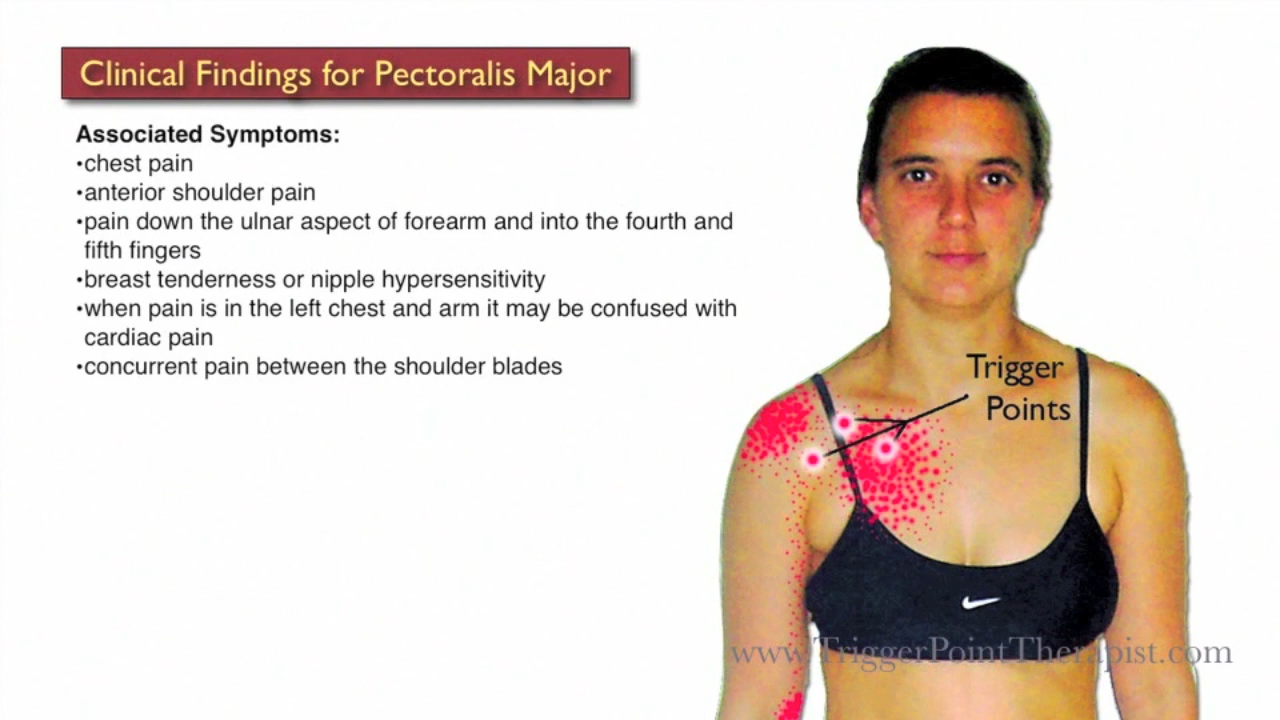 Clinical Findings for Pectoralis Major
Associated Symptoms:
•chest pain
•anterior shoulder pain
•pain down the ulnar aspect of forearm and into the fourth and
fifth fingers
•breast tenderness or nipple hypersensitivity
•when pain is in the left chest and arm it may be confused with
cardiac pain
•concurrent pain between the shoulder blades
Trigger
Points
www.TriggerPointTherapist.com